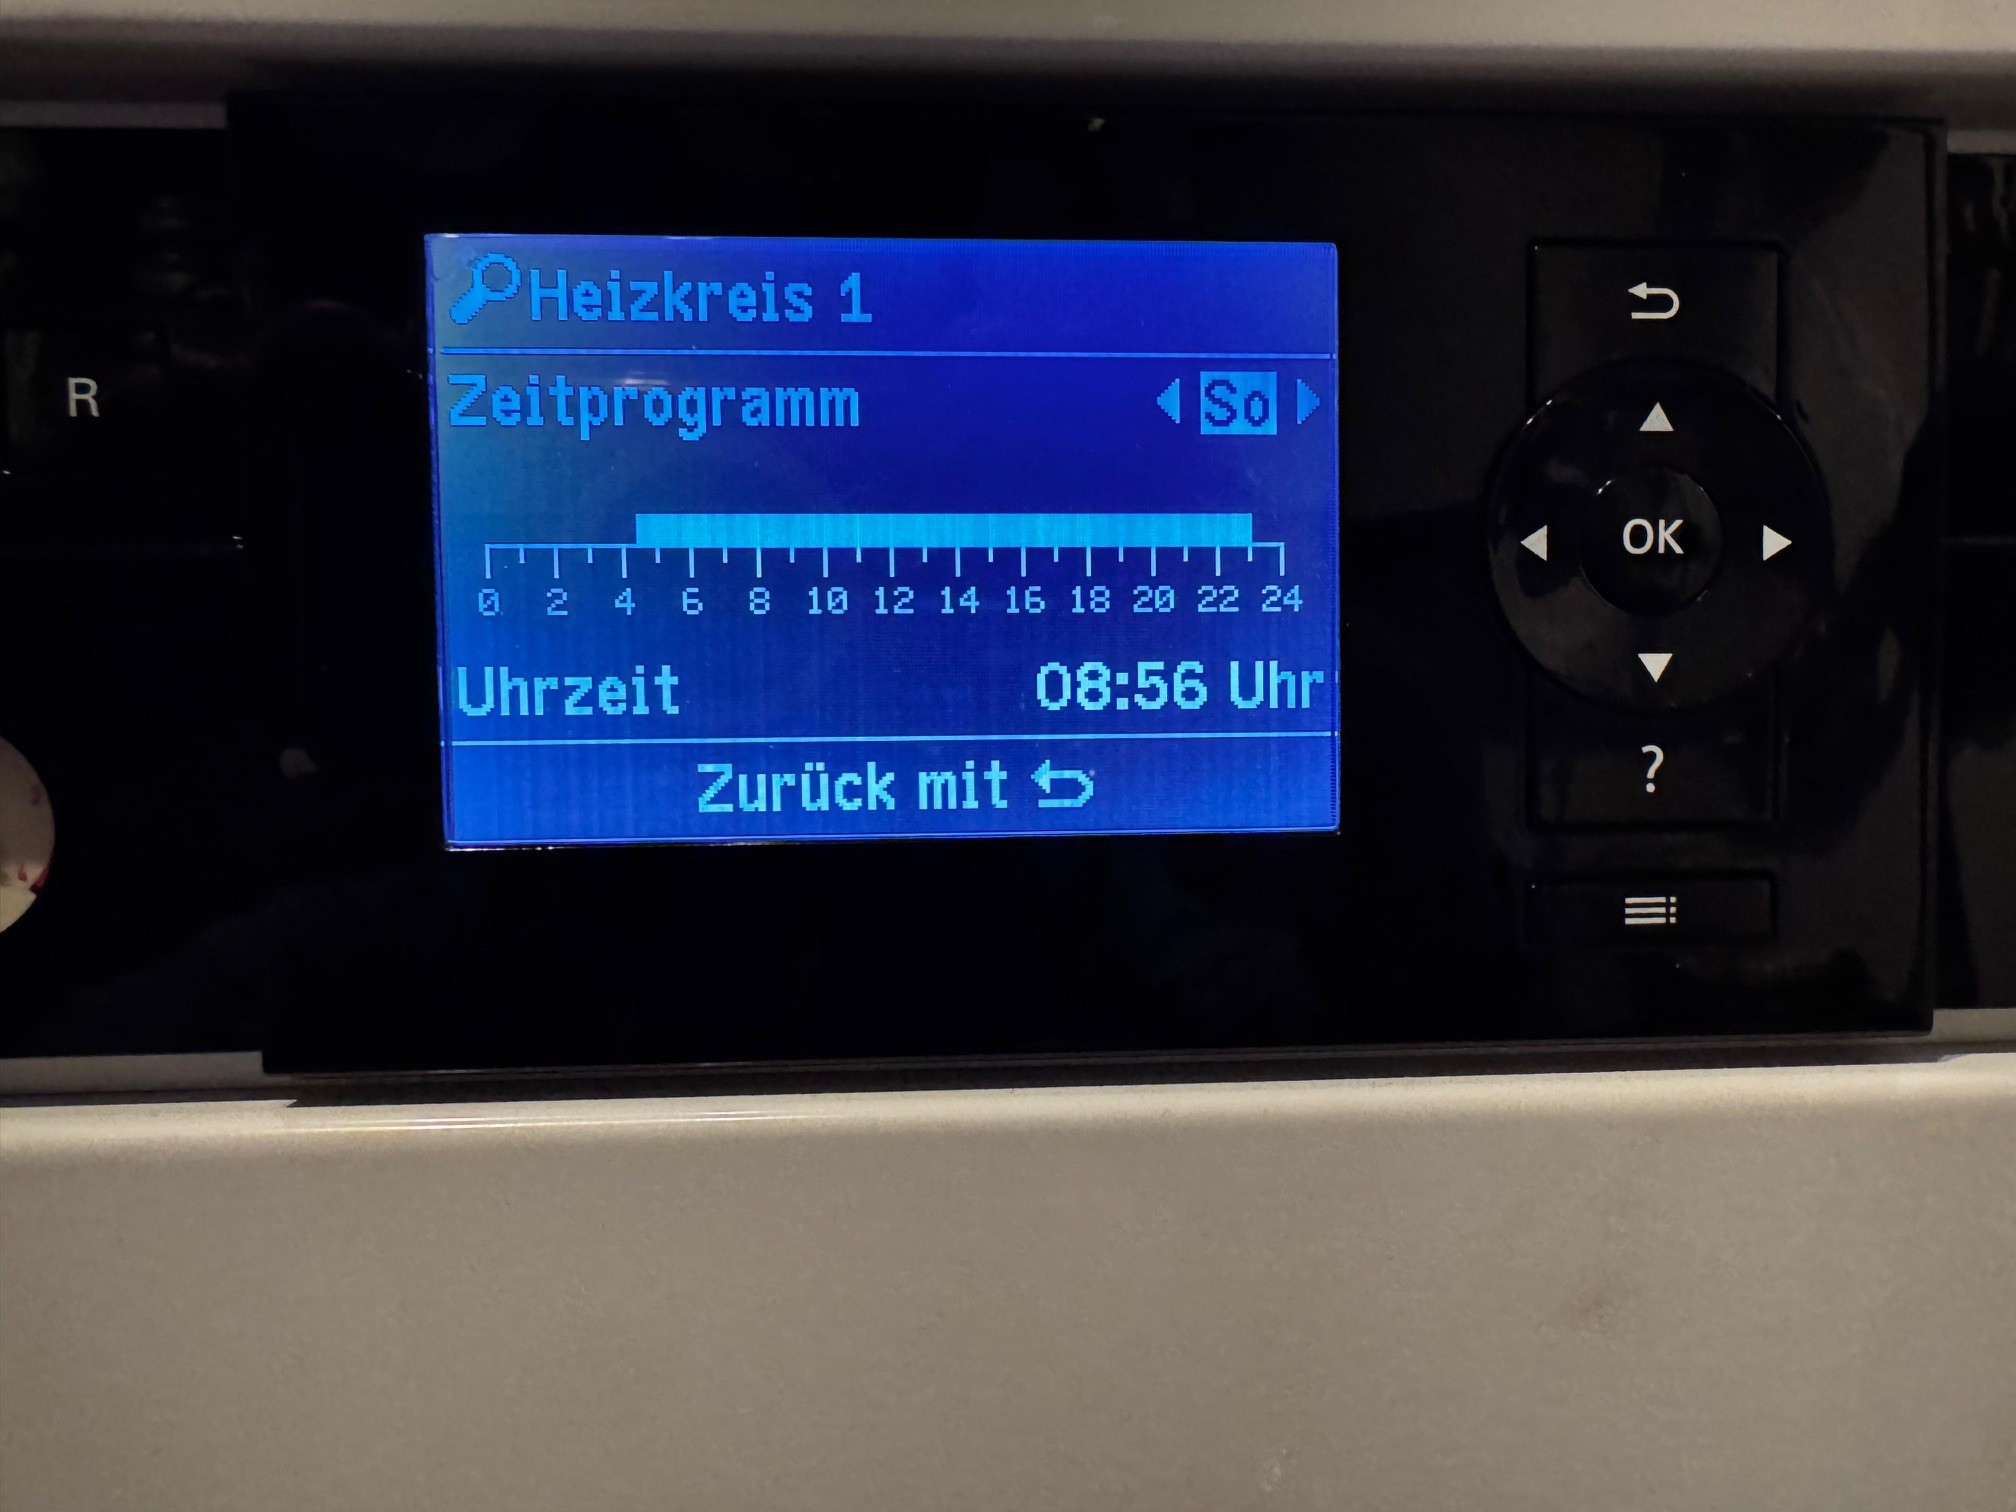 Heizkreis 1
Zeitprogramm So
0 2 4 6 8 10 12 14 16 18 20 22 24
Uhrzeit 08:56 Uhr
Zurück mit
R
OK
?